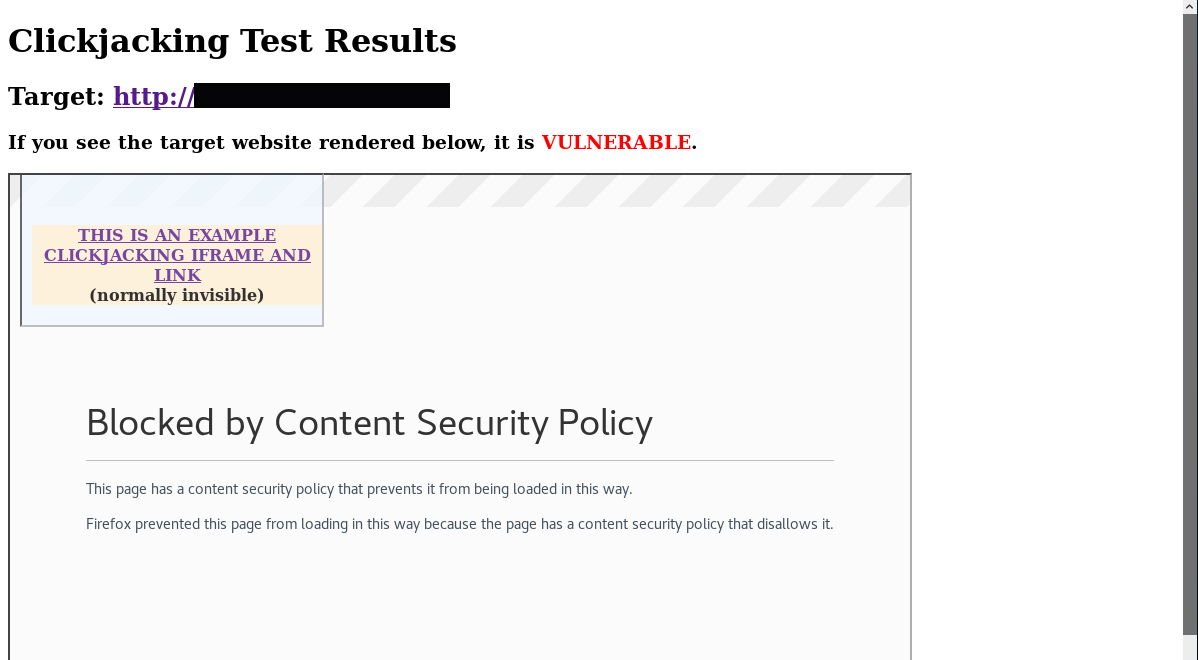 Clickjacking Test Results
Target: http://
If you see the target website rendered below, it is VULNERABLE.
THIS IS AN EXAMPLE
CLICKJACKING IFRAME AND
LINK
(normally invisible)
Blocked by Content Security Policy
This page has a content security policy that prevents it from being loaded in this way.
Firefox prevented this page from loading in this way because the page has a content security policy that disallows it.